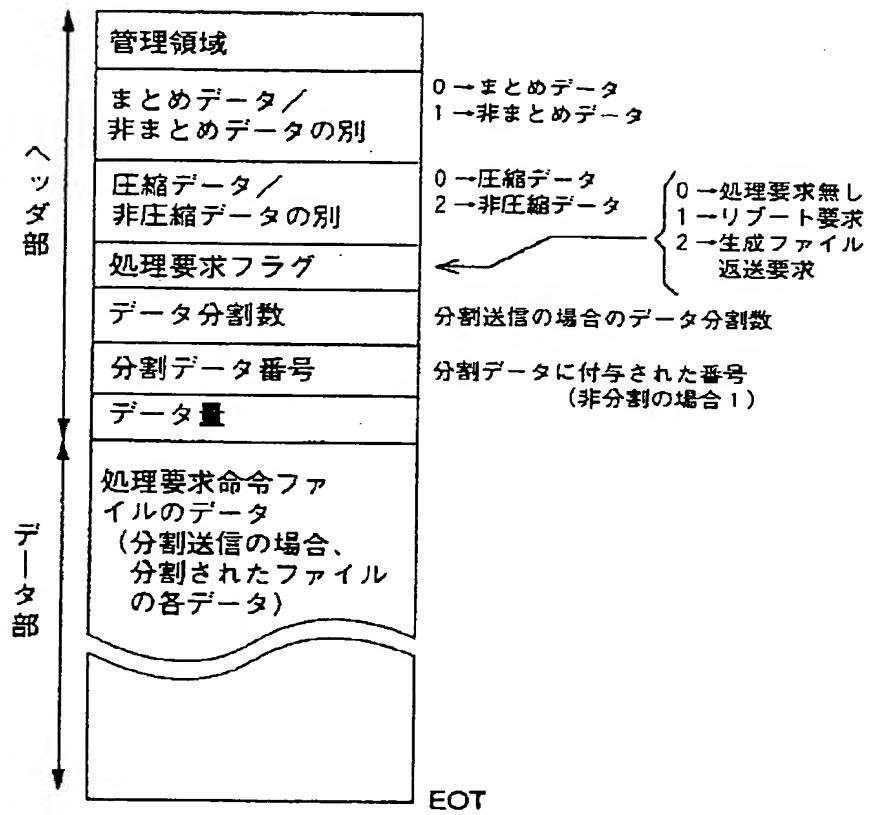 ヘッダ部
管理領域
まとめデータ/
非まとめデータの別
0→まとめデータ
1→非まとめデータ
圧縮データ/
非圧縮データの別
0→圧縮データ
2→非圧縮データ
0→処理要求無し
1→リブート要求
2→生成ファイル
返送要求
処理要求フラグ
データ分割数
分割送信の場合のデータ分割数
分割データ番号
分割データに付与された番号
(非分割の場合1)
データ量
データ部
処理要求命令ファ
イルのデータ
(分割送信の場合、
分割されたファイル
の各データ)
EOT